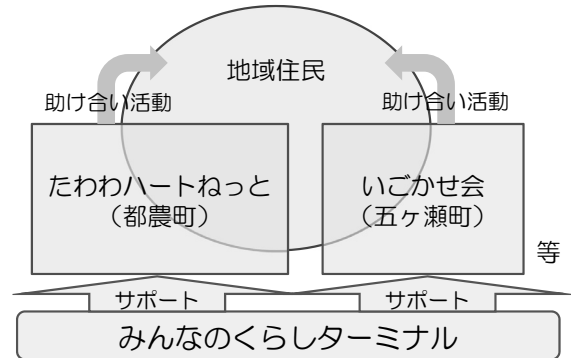 地域住民
助け合い活動
助け合い活動
たわわハートねっと
（都農町）
いごかせ会
（五ヶ瀬町）
等
サポート
サポート
みんなのくらしターミナル